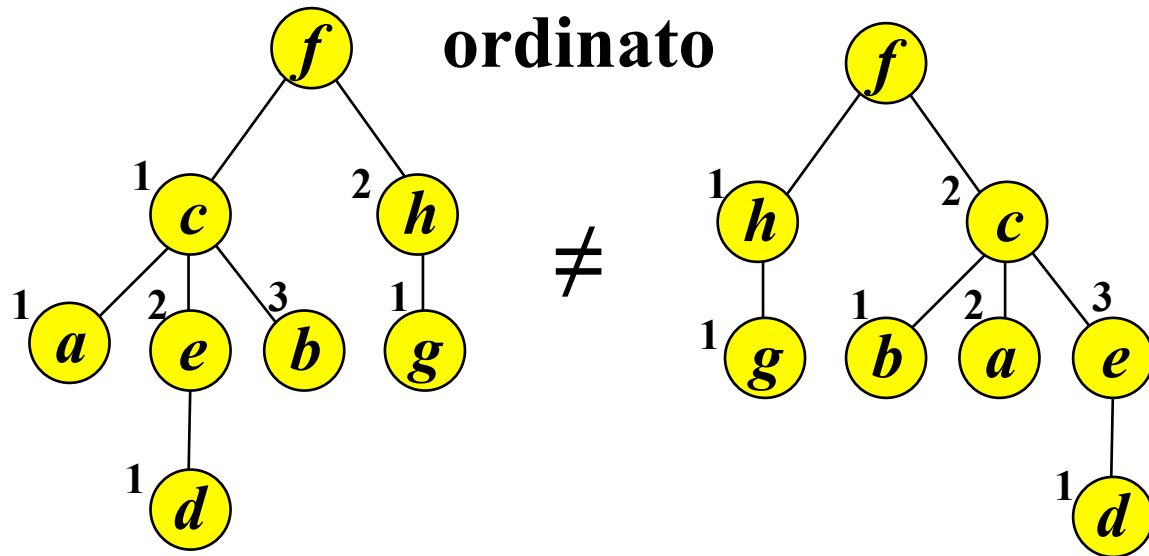 f ordinato f
1 c 2 h 1 h 2 c
≠
1 a 2 e 3 b 1 g 1 g 1 b 2 a 3 e
1 d 1 d